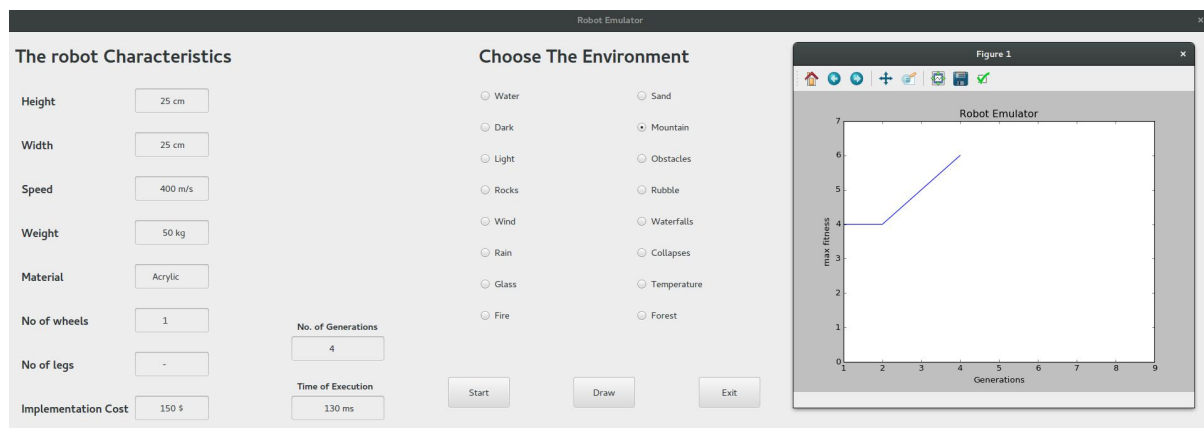 Robot Emulator
The robot Characteristics
Height 25 cm
Width 25 cm
Speed 400 m/s
Weight 50 kg
Material Acrylic
No of wheels 1
No of legs -
Implementation Cost 150 $
No. of Generations
4
Time of Execution
130 ms
Choose The Environment
Water Sand
Dark Mountain
Light Obstacles
Rocks Rubble
Wind Waterfalls
Rain Collapses
Glass Temperature
Fire Forest
Start Draw Exit
Figure 1
Robot Emulator
max fitness
7
6
5
4
3
2
1
0
1 2 3 4 5 6 7 8 9
Generations